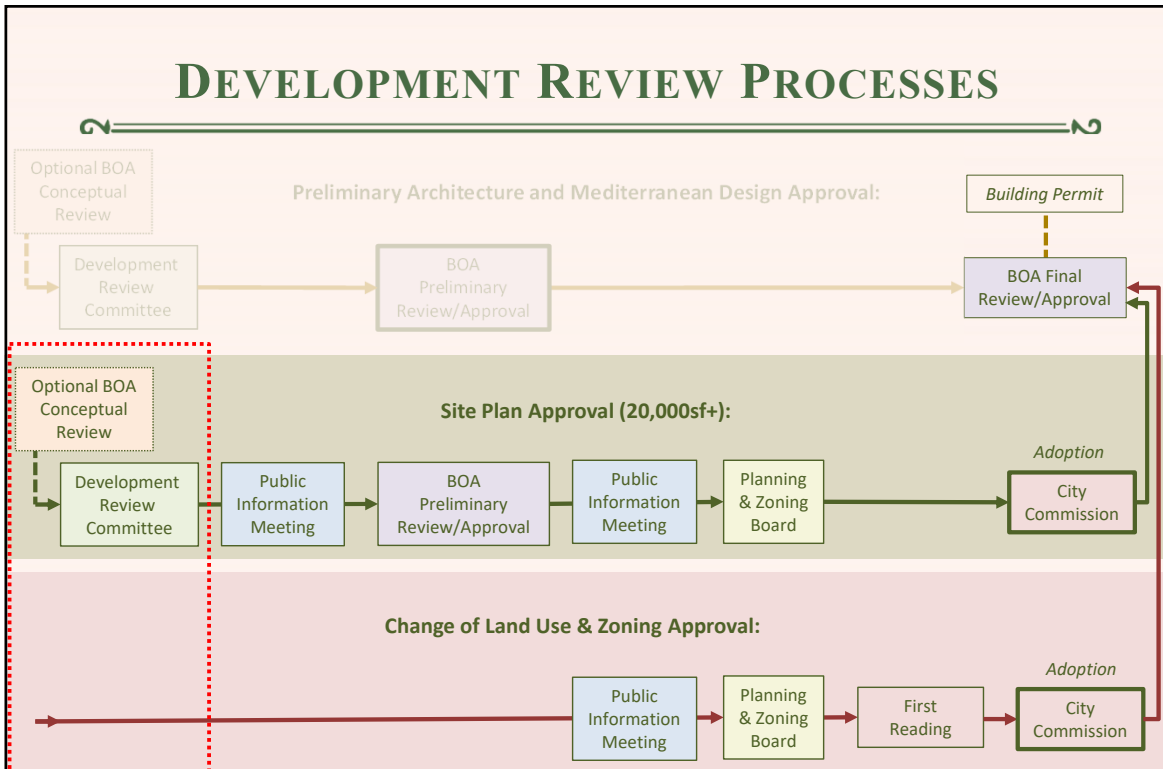 DEVELOPMENT REVIEW PROCESSES
Optional BOA
Conceptual
Review
Preliminary Architecture and Mediterranean Design Approval:
Building Permit
Development
Review
Committee
BOA
Preliminary
Review/Approval
BOA Final
Review/Approval
Optional BOA
Conceptual
Review
Site Plan Approval (20,000sf+):
Development
Review
Committee
Public
Information
Meeting
BOA
Preliminary
Review/Approval
Public
Information
Meeting
Planning
& Zoning
Board
Adoption
City
Commission
Change of Land Use & Zoning Approval:
Public
Information
Meeting
Planning
& Zoning
Board
First
Reading
Adoption
City
Commission